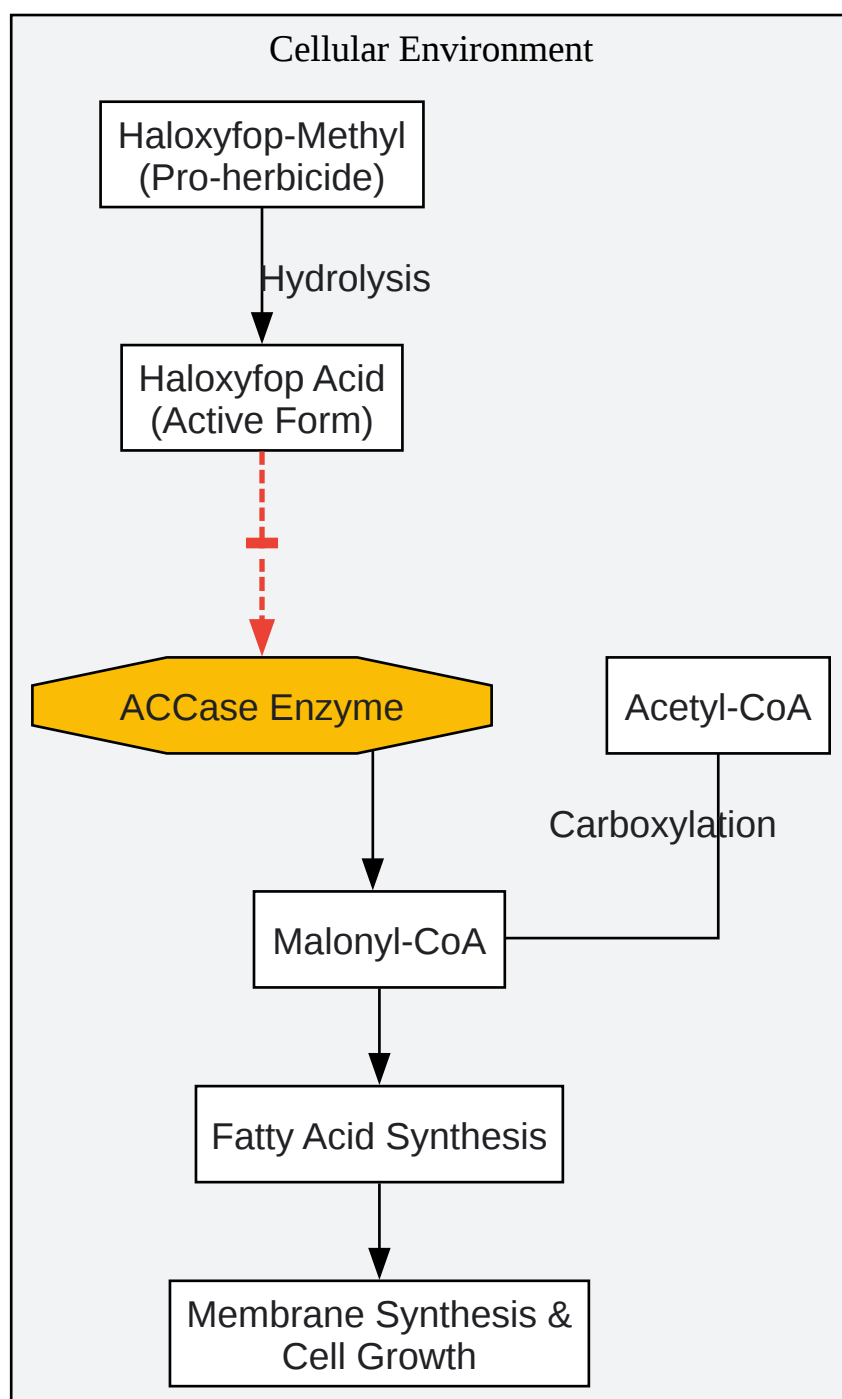 Cellular Environment
Haloxyfop-Methyl
(Pro-herbicide)
Hydrolysis
Haloxyfop Acid
(Active Form)
ACCase Enzyme
Acetyl-CoA
Carboxylation
Malonyl-CoA
Fatty Acid Synthesis
Membrane Synthesis &
Cell Growth